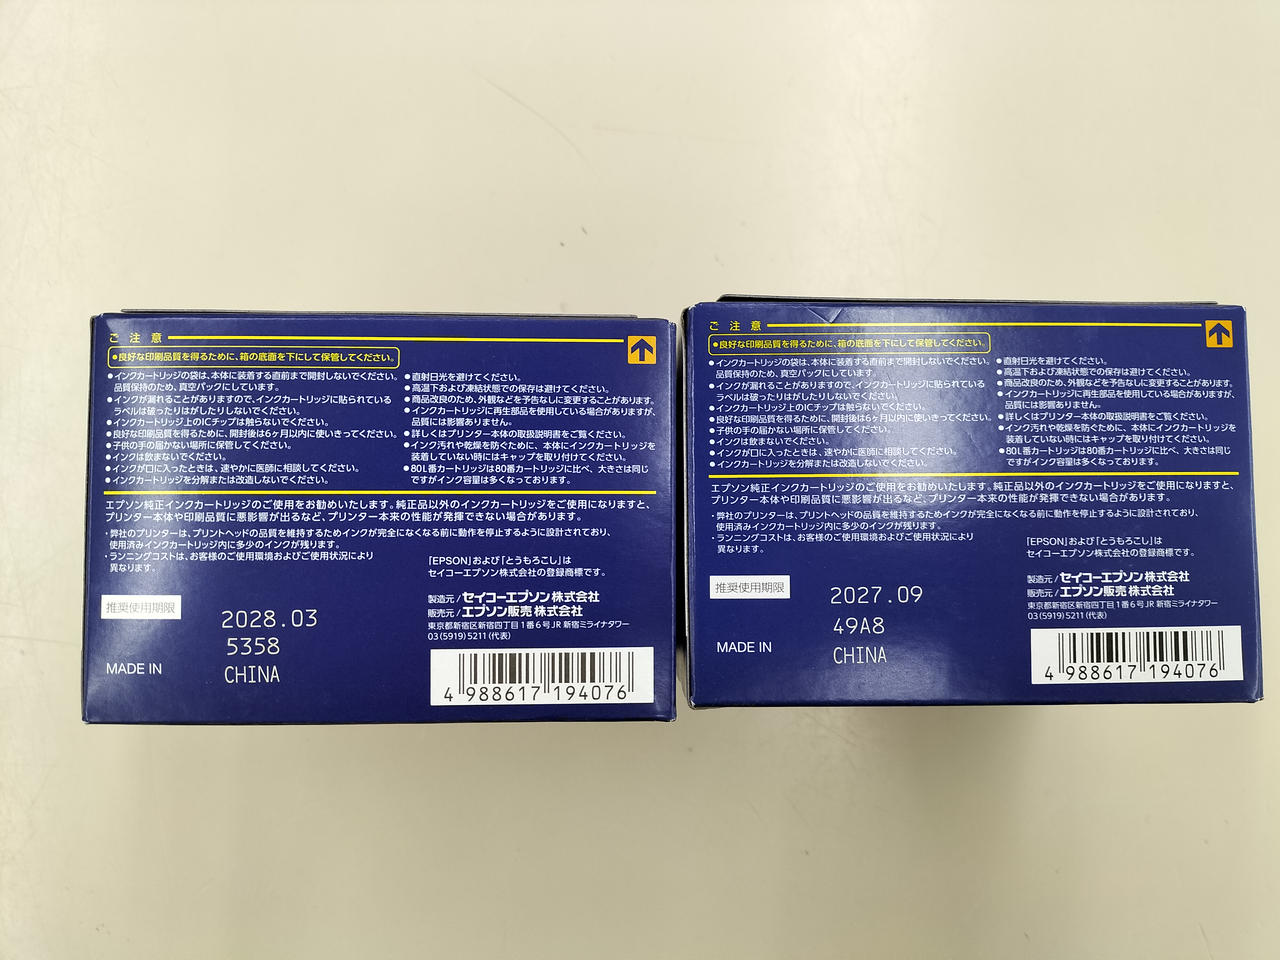 ご注意
●良好な印刷品質を得るために、箱の底面を下にして保管してください。
●インクカートリッジの袋は、本体に装着する直前まで開封しないでください。
品質保持のため、真空パックにしています。
●インクが漏れることがありますので、インクカートリッジに貼られている
ラベルは破ったりはがしたりしないでください。
●インクカートリッジ上のICチップは触らないでください。
●良好な印刷品質を得るために、開封後は6ヶ月以内に使いきってください。
●子供の手の届かない場所に保管してください。
●インクは飲まないでください。
●インクが口に入ったときは、速やかに医師に相談してください。
●インクカートリッジを分解または改造しないでください。
●直射日光を避けてください。
●高温下および凍結状態での保存は避けてください。
●商品改良のため、外観などを予告なしに変更することがあります。
●インクカートリッジに再生部品を使用している場合がありますが、
品質には影響ありません。
●詳しくはプリンター本体の取扱説明書をご覧ください。
●インク汚れや乾燥を防ぐために、本体にインクカートリッジを
装着していない時にはキャップを取り付けてください。
●80L番カートリッジは80番カートリッジに比べ、大きさは同じ
ですがインク容量は多くなっております。
エプソン純正インクカートリッジのご使用をお勧めいたします。純正品以外のインクカートリッジをご使用になりますと、
プリンター本体や印刷品質に悪影響が出るなど、プリンター本来の性能が発揮できない場合があります。
・弊社のプリンターは、プリントヘッドの品質を維持するためインクが完全になくなる前に動作を停止するように設計されており、
使用済みインクカートリッジ内に多少のインクが残ります。
・ランニングコストは、お客様のご使用環境およびご使用状況により
異なります。
「EPSON」および「とうもろこし」は
セイコーエプソン株式会社の登録商標です。
推奨使用期限
2028.03
5358
MADE IN CHINA
製造元/セイコーエプソン株式会社
販売元/エプソン販売株式会社
東京都新宿区新宿四丁目1番6号 JR新宿ミライナタワー
03(5919)5211(代表)
4 988617 194076
ご注意
●良好な印刷品質を得るために、箱の底面を下にして保管してください。
●インクカートリッジの袋は、本体に装着する直前まで開封しないでください。
品質保持のため、真空パックにしています。
●インクが漏れることがありますので、インクカートリッジに貼られている
ラベルは破ったりはがしたりしないでください。
●インクカートリッジ上のICチップは触らないでください。
●良好な印刷品質を得るために、開封後は6ヶ月以内に使いきってください。
●子供の手の届かない場所に保管してください。
●インクは飲まないでください。
●インクが口に入ったときは、速やかに医師に相談してください。
●インクカートリッジを分解または改造しないでください。
●直射日光を避けてください。
●高温下および凍結状態での保存は避けてください。
●商品改良のため、外観などを予告なしに変更することがあります。
●インクカートリッジに再生部品を使用している場合がありますが、
品質には影響ありません。
●詳しくはプリンター本体の取扱説明書をご覧ください。
●インク汚れや乾燥を防ぐために、本体にインクカートリッジを
装着していない時にはキャップを取り付けてください。
●80L番カートリッジは80番カートリッジに比べ、大きさは同じ
ですがインク容量は多くなっております。
エプソン純正インクカートリッジのご使用をお勧めいたします。純正品以外のインクカートリッジをご使用になりますと、
プリンター本体や印刷品質に悪影響が出るなど、プリンター本来の性能が発揮できない場合があります。
・弊社のプリンターは、プリントヘッドの品質を維持するためインクが完全になくなる前に動作を停止するように設計されており、
使用済みインクカートリッジ内に多少のインクが残ります。
・ランニングコストは、お客様のご使用環境およびご使用状況により
異なります。
「EPSON」および「とうもろこし」は
セイコーエプソン株式会社の登録商標です。
推奨使用期限
2027.09
49A8
MADE IN CHINA
製造元/セイコーエプソン株式会社
販売元/エプソン販売株式会社
東京都新宿区新宿四丁目1番6号 JR新宿ミライナタワー
03(5919)5211(代表)
4 988617 194076